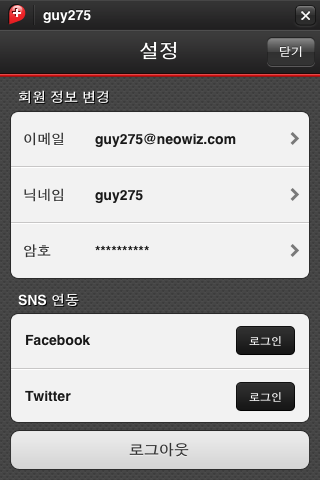 guy275
설정
닫기
회원 정보 변경
이메일 guy275@neowiz.com
닉네임 guy275
암호 **********
SNS 연동
Facebook 로그인
Twitter 로그인
로그아웃